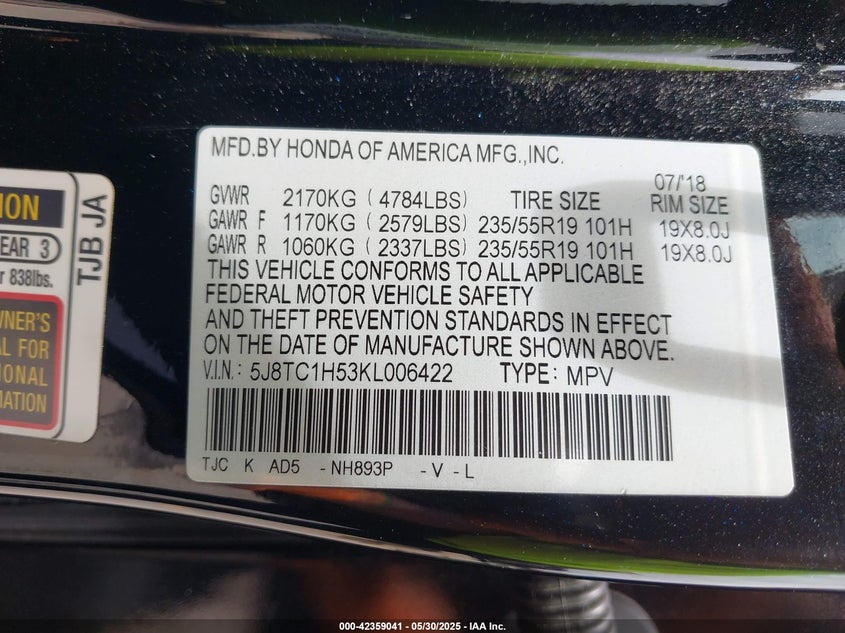 MFD.BY HONDA OF AMERICA MFG.,INC.
07/'18
GVWR 2170KG (4784LBS) TIRE SIZE RIM SIZE
GAWR F 1170KG (2579LBS) 235/55R19 101H 19X8.0J
GAWR R 1060KG (2337LBS) 235/55R19 101H 19X8.0J
THIS VEHICLE CONFORMS TO ALL APPLICABLE
FEDERAL MOTOR VEHICLE SAFETY
AND THEFT PREVENTION STANDARDS IN EFFECT
ON THE DATE OF MANUFACTURE SHOWN ABOVE.
V.I.N.: 5J8TC1H53KL006422 TYPE: MPV
TJC K AD5 -NH893P -V -L
ION
EAR 3
838lbs.
TJB JA
WNER'S
AL FOR
IONAL
MATION
000-42359041 - 05/30/2025 - IAA Inc.